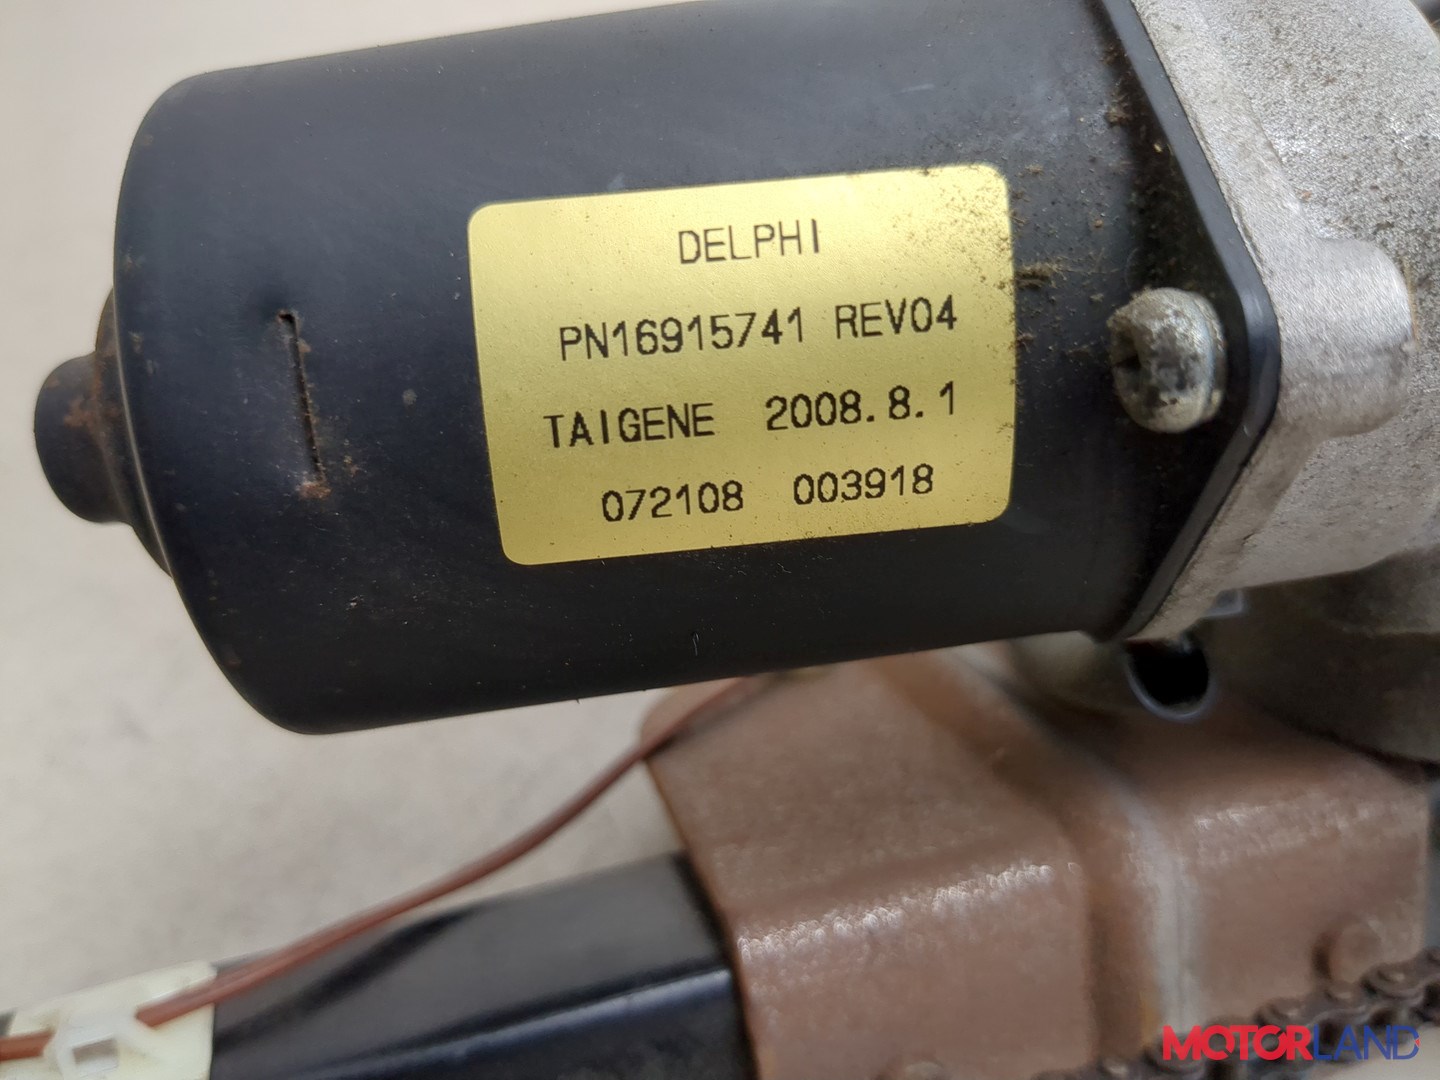 DELPHI
PN16915741 REV04
TAIGENE 2008.8.1
072108 003918
MOTORLAND